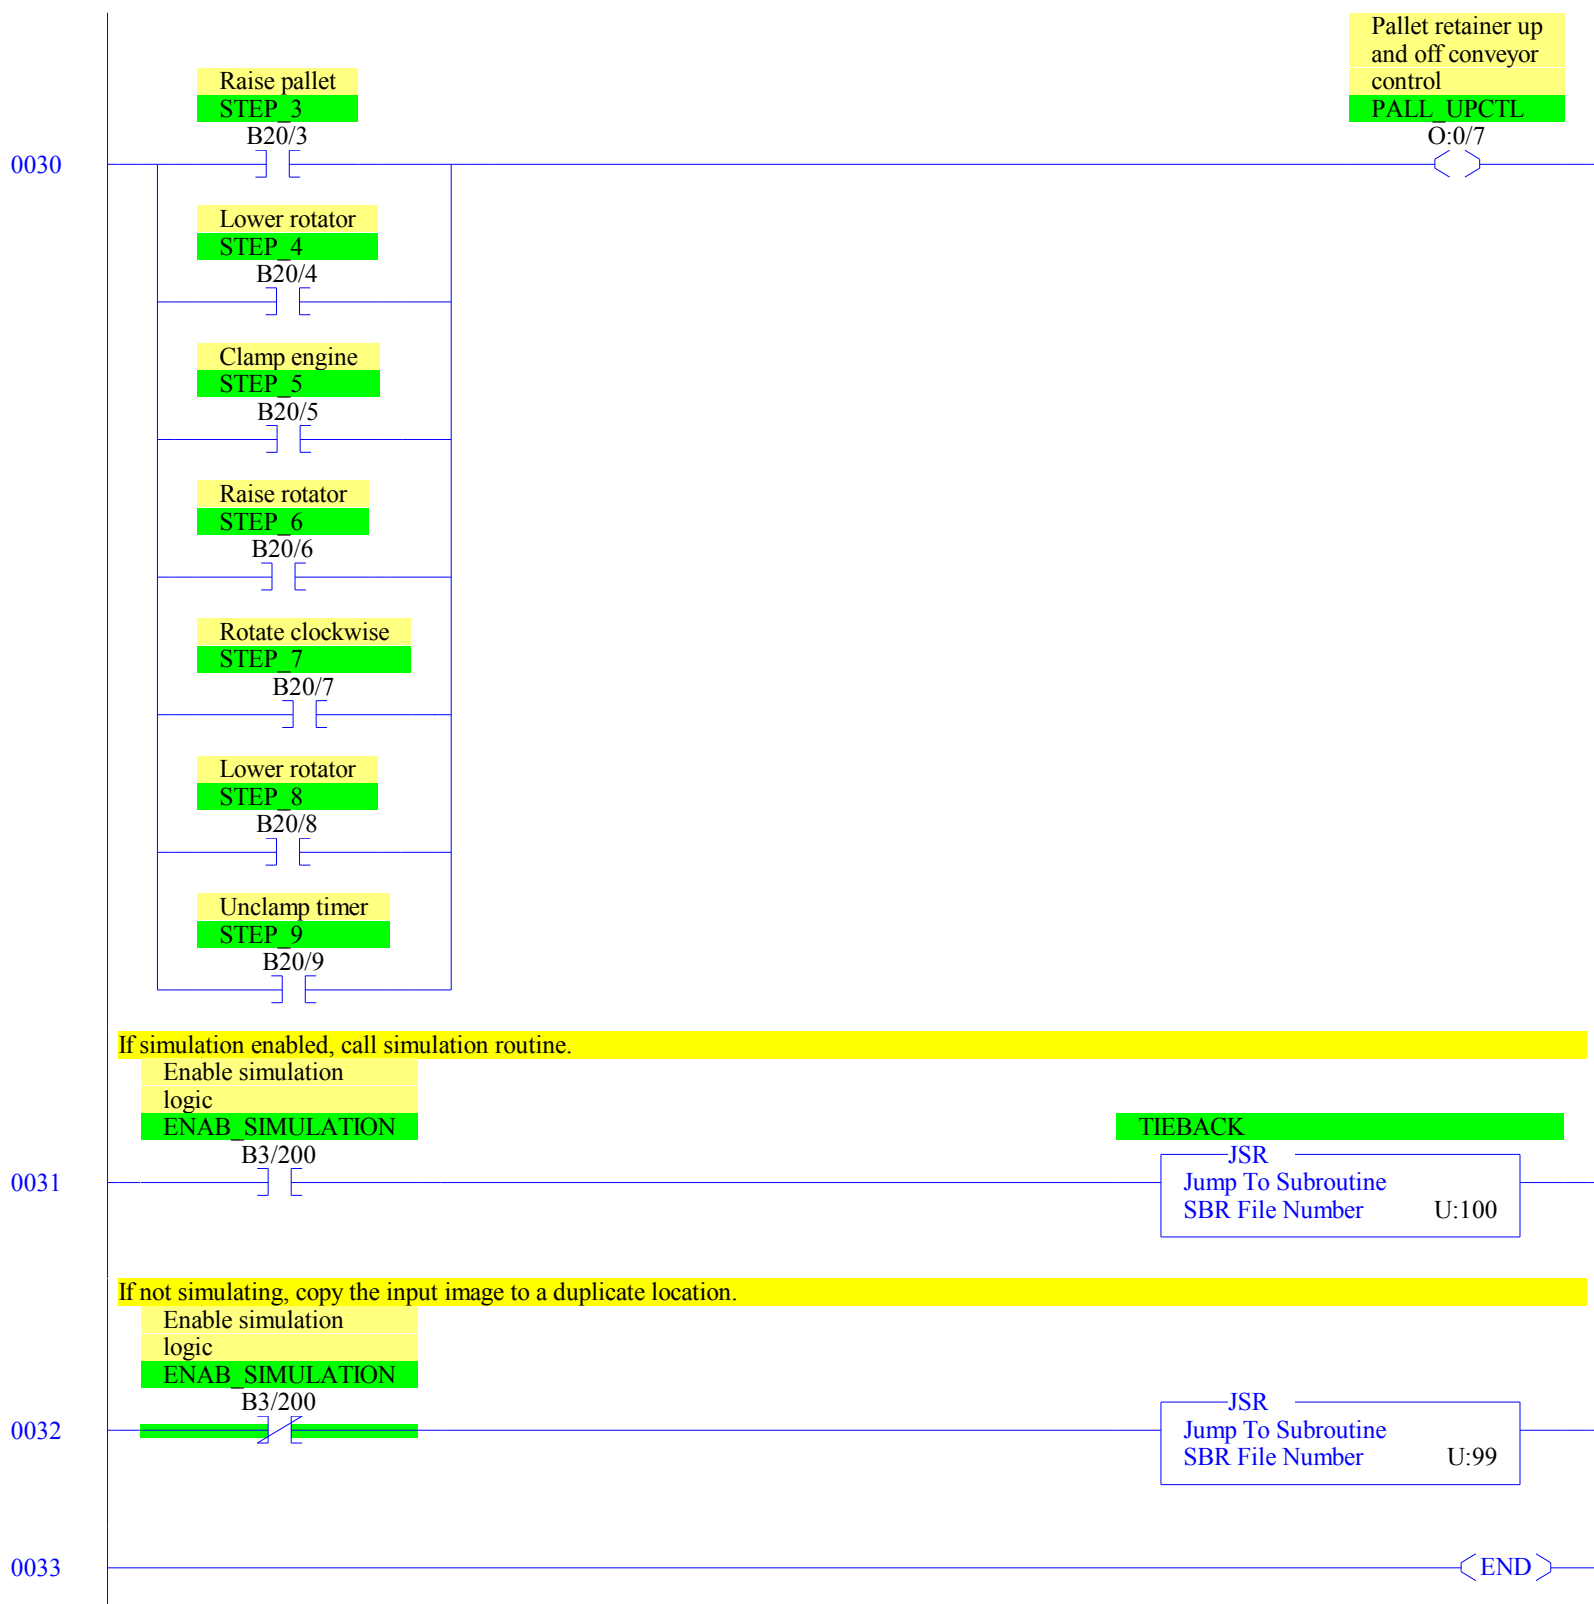 Pallet retainer up
and off conveyor
control
PALL_UPCTL
O:0/7
Raise pallet
STEP_3
B20/3
0030
Lower rotator
STEP_4
B20/4
Clamp engine
STEP_5
B20/5
Raise rotator
STEP_6
B20/6
Rotate clockwise
STEP_7
B20/7
Lower rotator
STEP_8
B20/8
Unclamp timer
STEP_9
B20/9
If simulation enabled, call simulation routine.
Enable simulation
logic
ENAB_SIMULATION
B3/200
0031
TIEBACK
JSR
Jump To Subroutine
SBR File Number U:100
If not simulating, copy the input image to a duplicate location.
Enable simulation
logic
ENAB_SIMULATION
B3/200
0032
JSR
Jump To Subroutine
SBR File Number U:99
0033
END